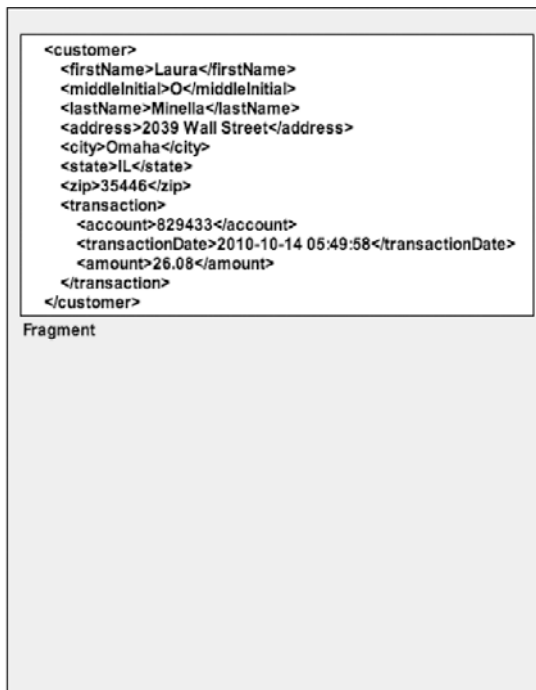 <customer>
<firstName>Laura</firstName>
<middleInitial>O</middleInitial>
<lastName>Minella</lastName>
<address>2039 Wall Street</address>
<city>Omaha</city>
<state>IL</state>
<zip>35446</zip>
<transaction>
<account>829433</account>
<transactionDate>2010-10-14 05:49:58</transactionDate>
<amount>26.08</amount>
</transaction>
</customer>
Fragment